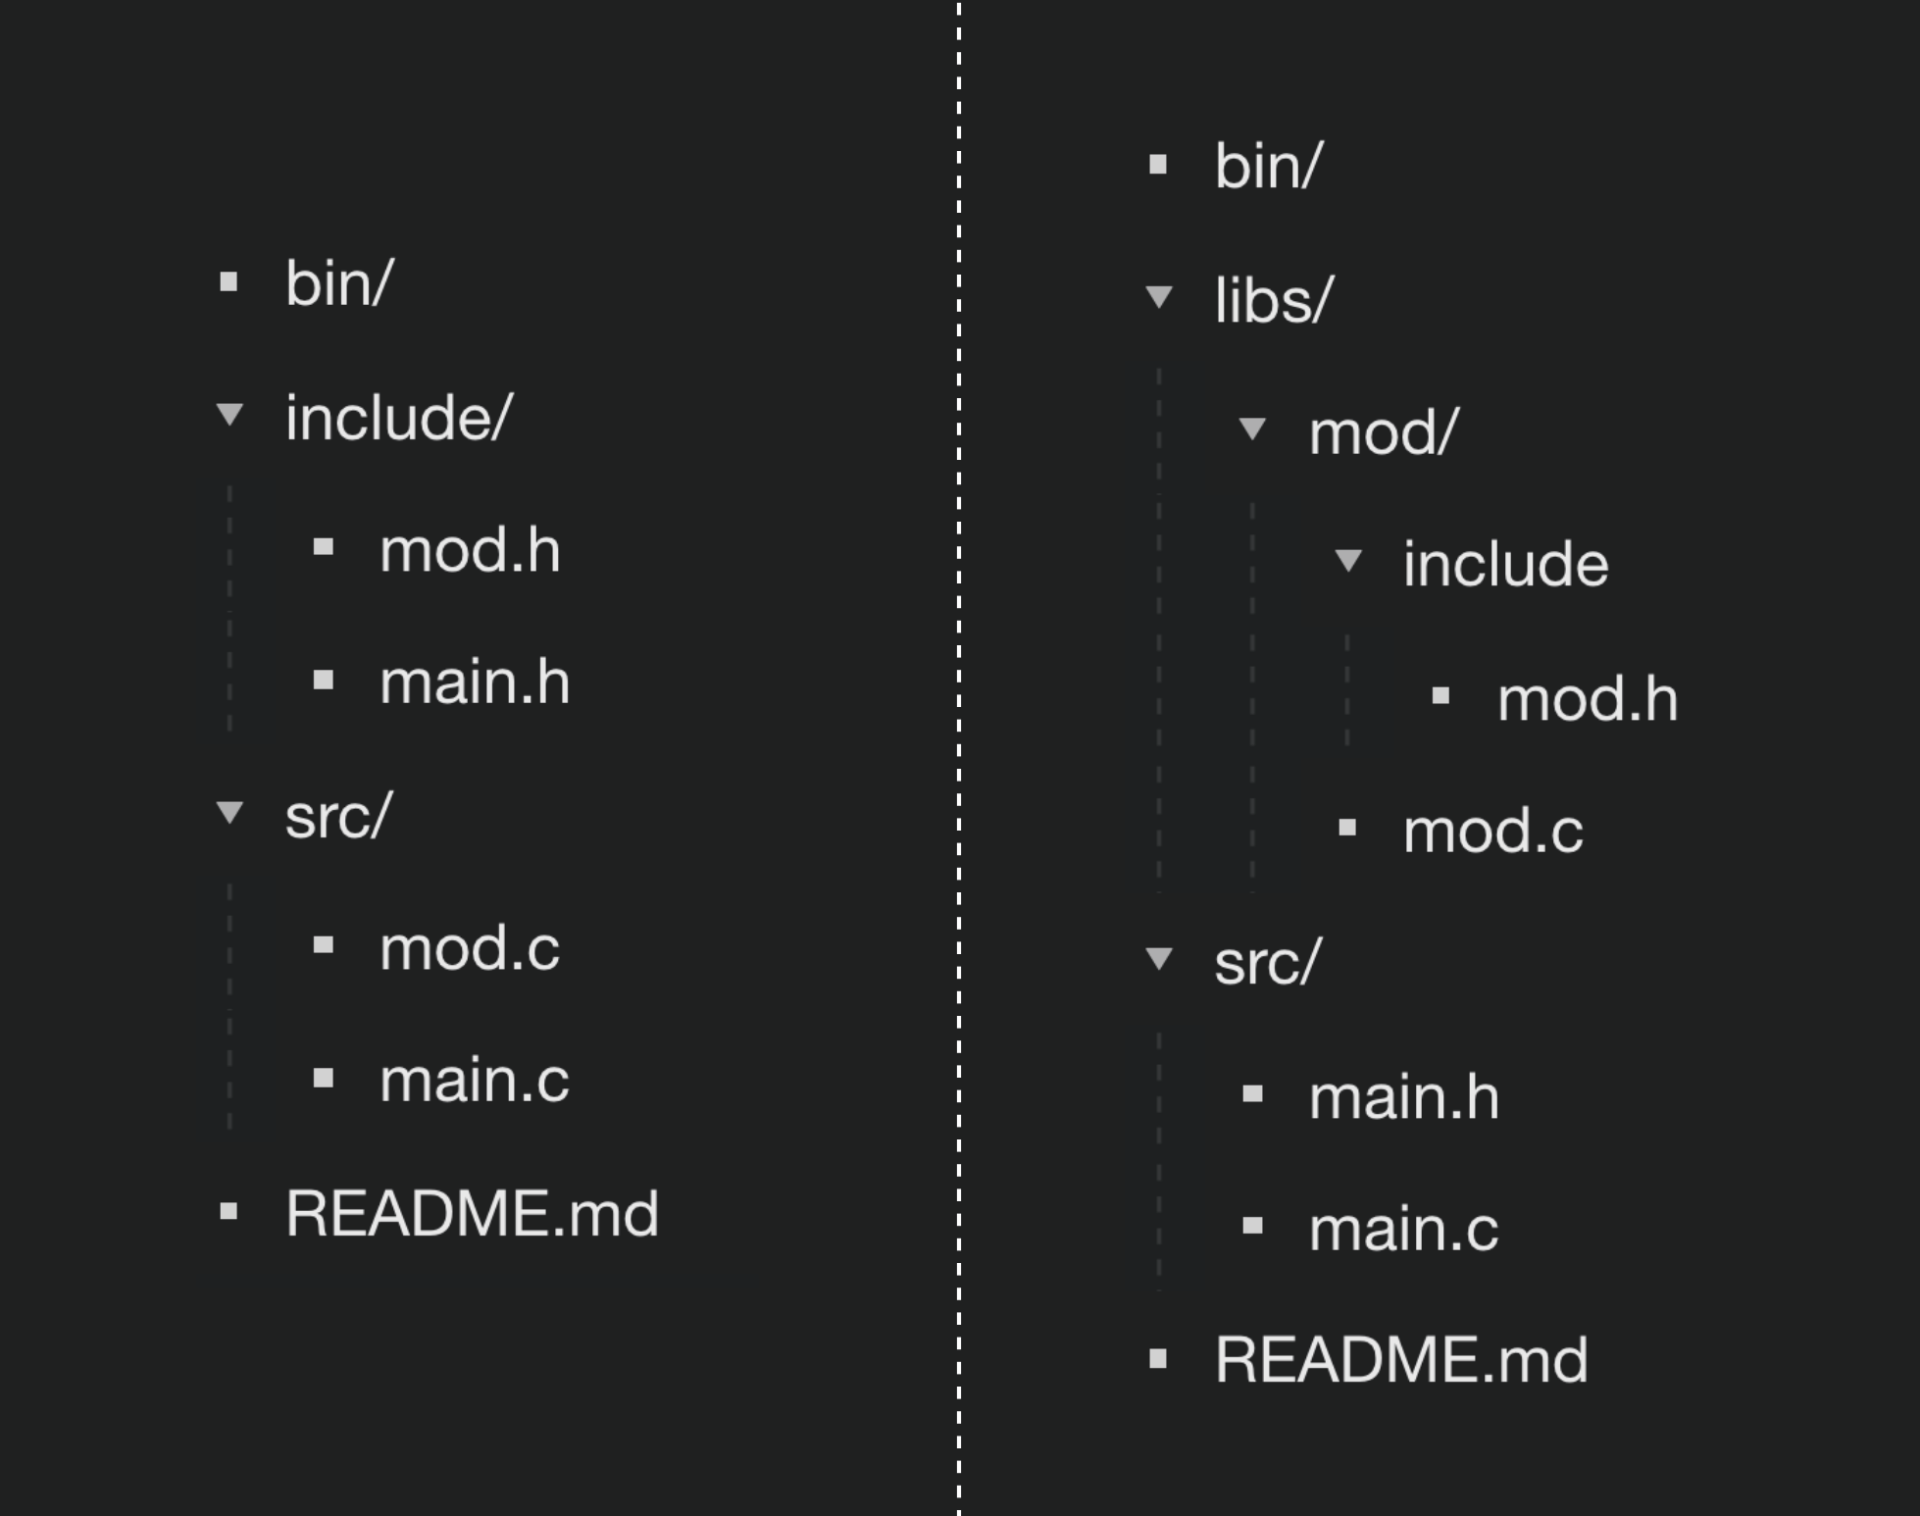 bin/
include/
mod.h
main.h
src/
mod.c
main.c
README.md
bin/
libs/
mod/
include
mod.h
mod.c
src/
main.h
main.c
README.md